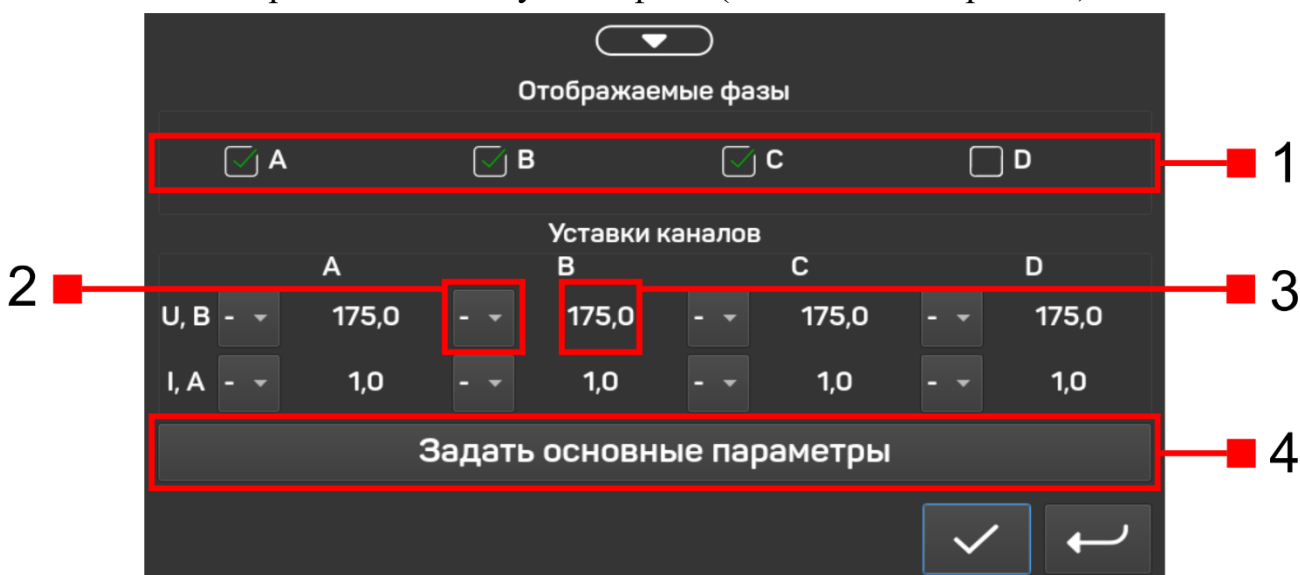 Отображаемые фазы
A B C D 1
Уставки каналов
A B C D
2 3
U, В - 175,0 - 175,0 - 175,0 - 175,0
I, А - 1,0 - 1,0 - 1,0 - 1,0
Задать основные параметры 4